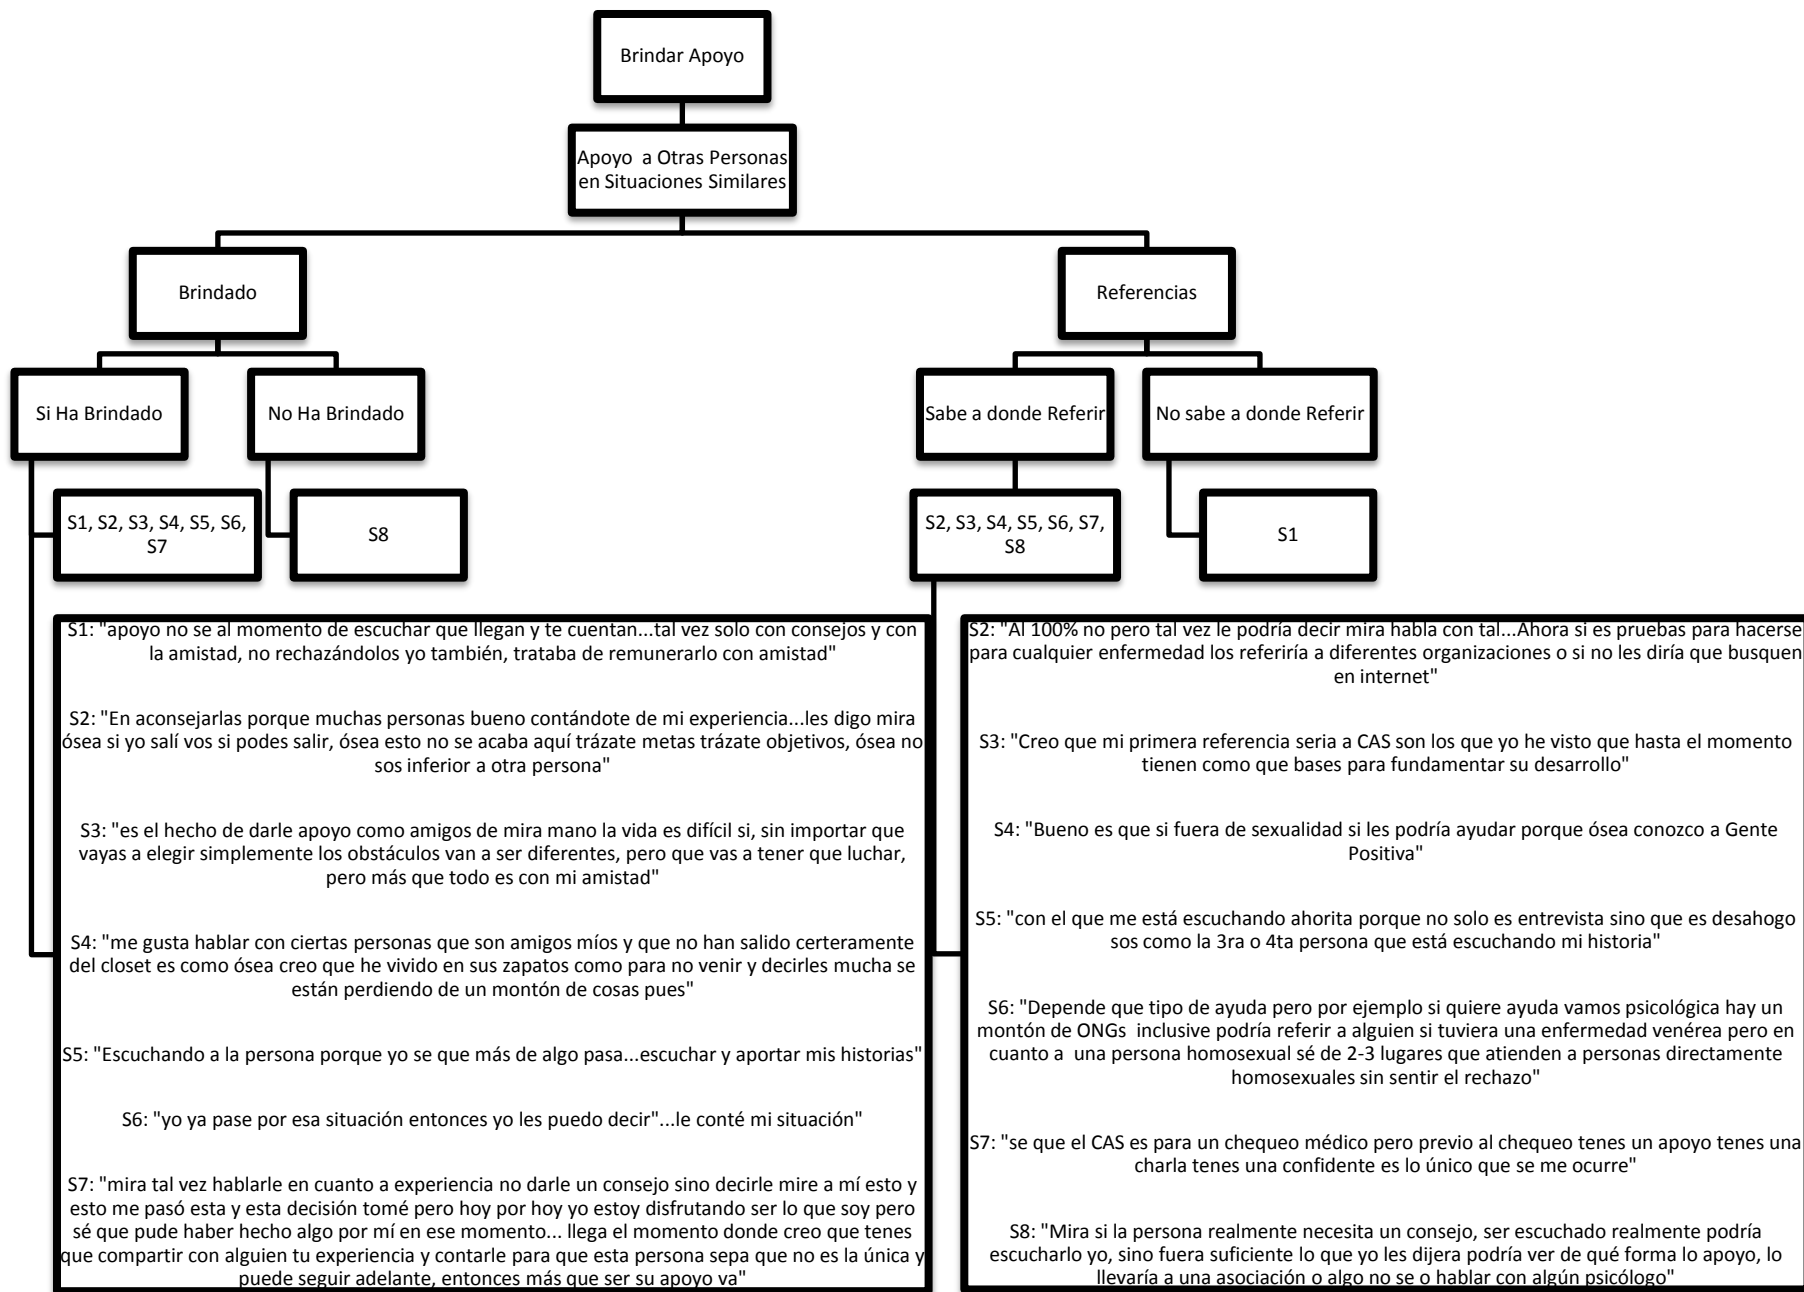 Brindar Apoyo
Apoyo  a Otras Personas
en Situaciones Similares
Brindado
Referencias
Si Ha Brindado
No Ha Brindado
Sabe a donde Referir
No sabe a donde Referir
S1, S2, S3, S4, S5, S6,
S7
S8
S2, S3, S4, S5, S6, S7,
S8
S1
S1: "apoyo no se al momento de escuchar que llegan y te cuentan...tal vez solo con consejos y con
la amistad, no rechazándolos yo también, trataba de remunerarlo con amistad"
S2: "En aconsejarlas porque muchas personas bueno contándote de mi experiencia...les digo mira
ósea si yo salí vos si podes salir, ósea esto no se acaba aquí trázate metas trázate objetivos, ósea no
sos inferior a otra persona"
S3: "es el hecho de darle apoyo como amigos de mira mano la vida es difícil si, sin importar que
vayas a elegir simplemente los obstáculos van a ser diferentes, pero que vas a tener que luchar,
pero más que todo es con mi amistad"
S4: "me gusta hablar con ciertas personas que son amigos míos y que no han salido certeramente
del closet es como ósea creo que he vivido en sus zapatos como para no venir y decirles mucha se
están perdiendo de un montón de cosas pues"
S5: "Escuchando a la persona porque yo se que más de algo pasa...escuchar y aportar mis historias"
S6: "yo ya pase por esa situación entonces yo les puedo decir"...le conté mi situación"
S7: "mira tal vez hablarle en cuanto a experiencia no darle un consejo sino decirle mire a mí esto y
esto me pasó esta y esta decisión tomé pero hoy por hoy yo estoy disfrutando ser lo que soy pero
sé que pude haber hecho algo por mí en ese momento... llega el momento donde creo que tenes
que compartir con alguien tu experiencia y contarle para que esta persona sepa que no es la única y
puede seguir adelante, entonces más que ser su apoyo va"
S2: "Al 100% no pero tal vez le podría decir mira habla con tal...Ahora si es pruebas para hacerse
para cualquier enfermedad los referiría a diferentes organizaciones o si no les diría que busquen
en internet"
S3: "Creo que mi primera referencia seria a CAS son los que yo he visto que hasta el momento
tienen como que bases para fundamentar su desarrollo"
S4: "Bueno es que si fuera de sexualidad si les podría ayudar porque ósea conozco a Gente
Positiva"
S5: "con el que me está escuchando ahorita porque no solo es entrevista sino que es desahogo
sos como la 3ra o 4ta persona que está escuchando mi historia"
S6: "Depende que tipo de ayuda pero por ejemplo si quiere ayuda vamos psicológica hay un
montón de ONGs  inclusive podría referir a alguien si tuviera una enfermedad venérea pero en
cuanto a  una persona homosexual sé de 2-3 lugares que atienden a personas directamente
homosexuales sin sentir el rechazo"
S7: "se que el CAS es para un chequeo médico pero previo al chequeo tenes un apoyo tenes una
charla tenes una confidente es lo único que se me ocurre"
S8: "Mira si la persona realmente necesita un consejo, ser escuchado realmente podría
escucharlo yo, sino fuera suficiente lo que yo les dijera podría ver de qué forma lo apoyo, lo
llevaría a una asociación o algo no se o hablar con algún psicólogo"